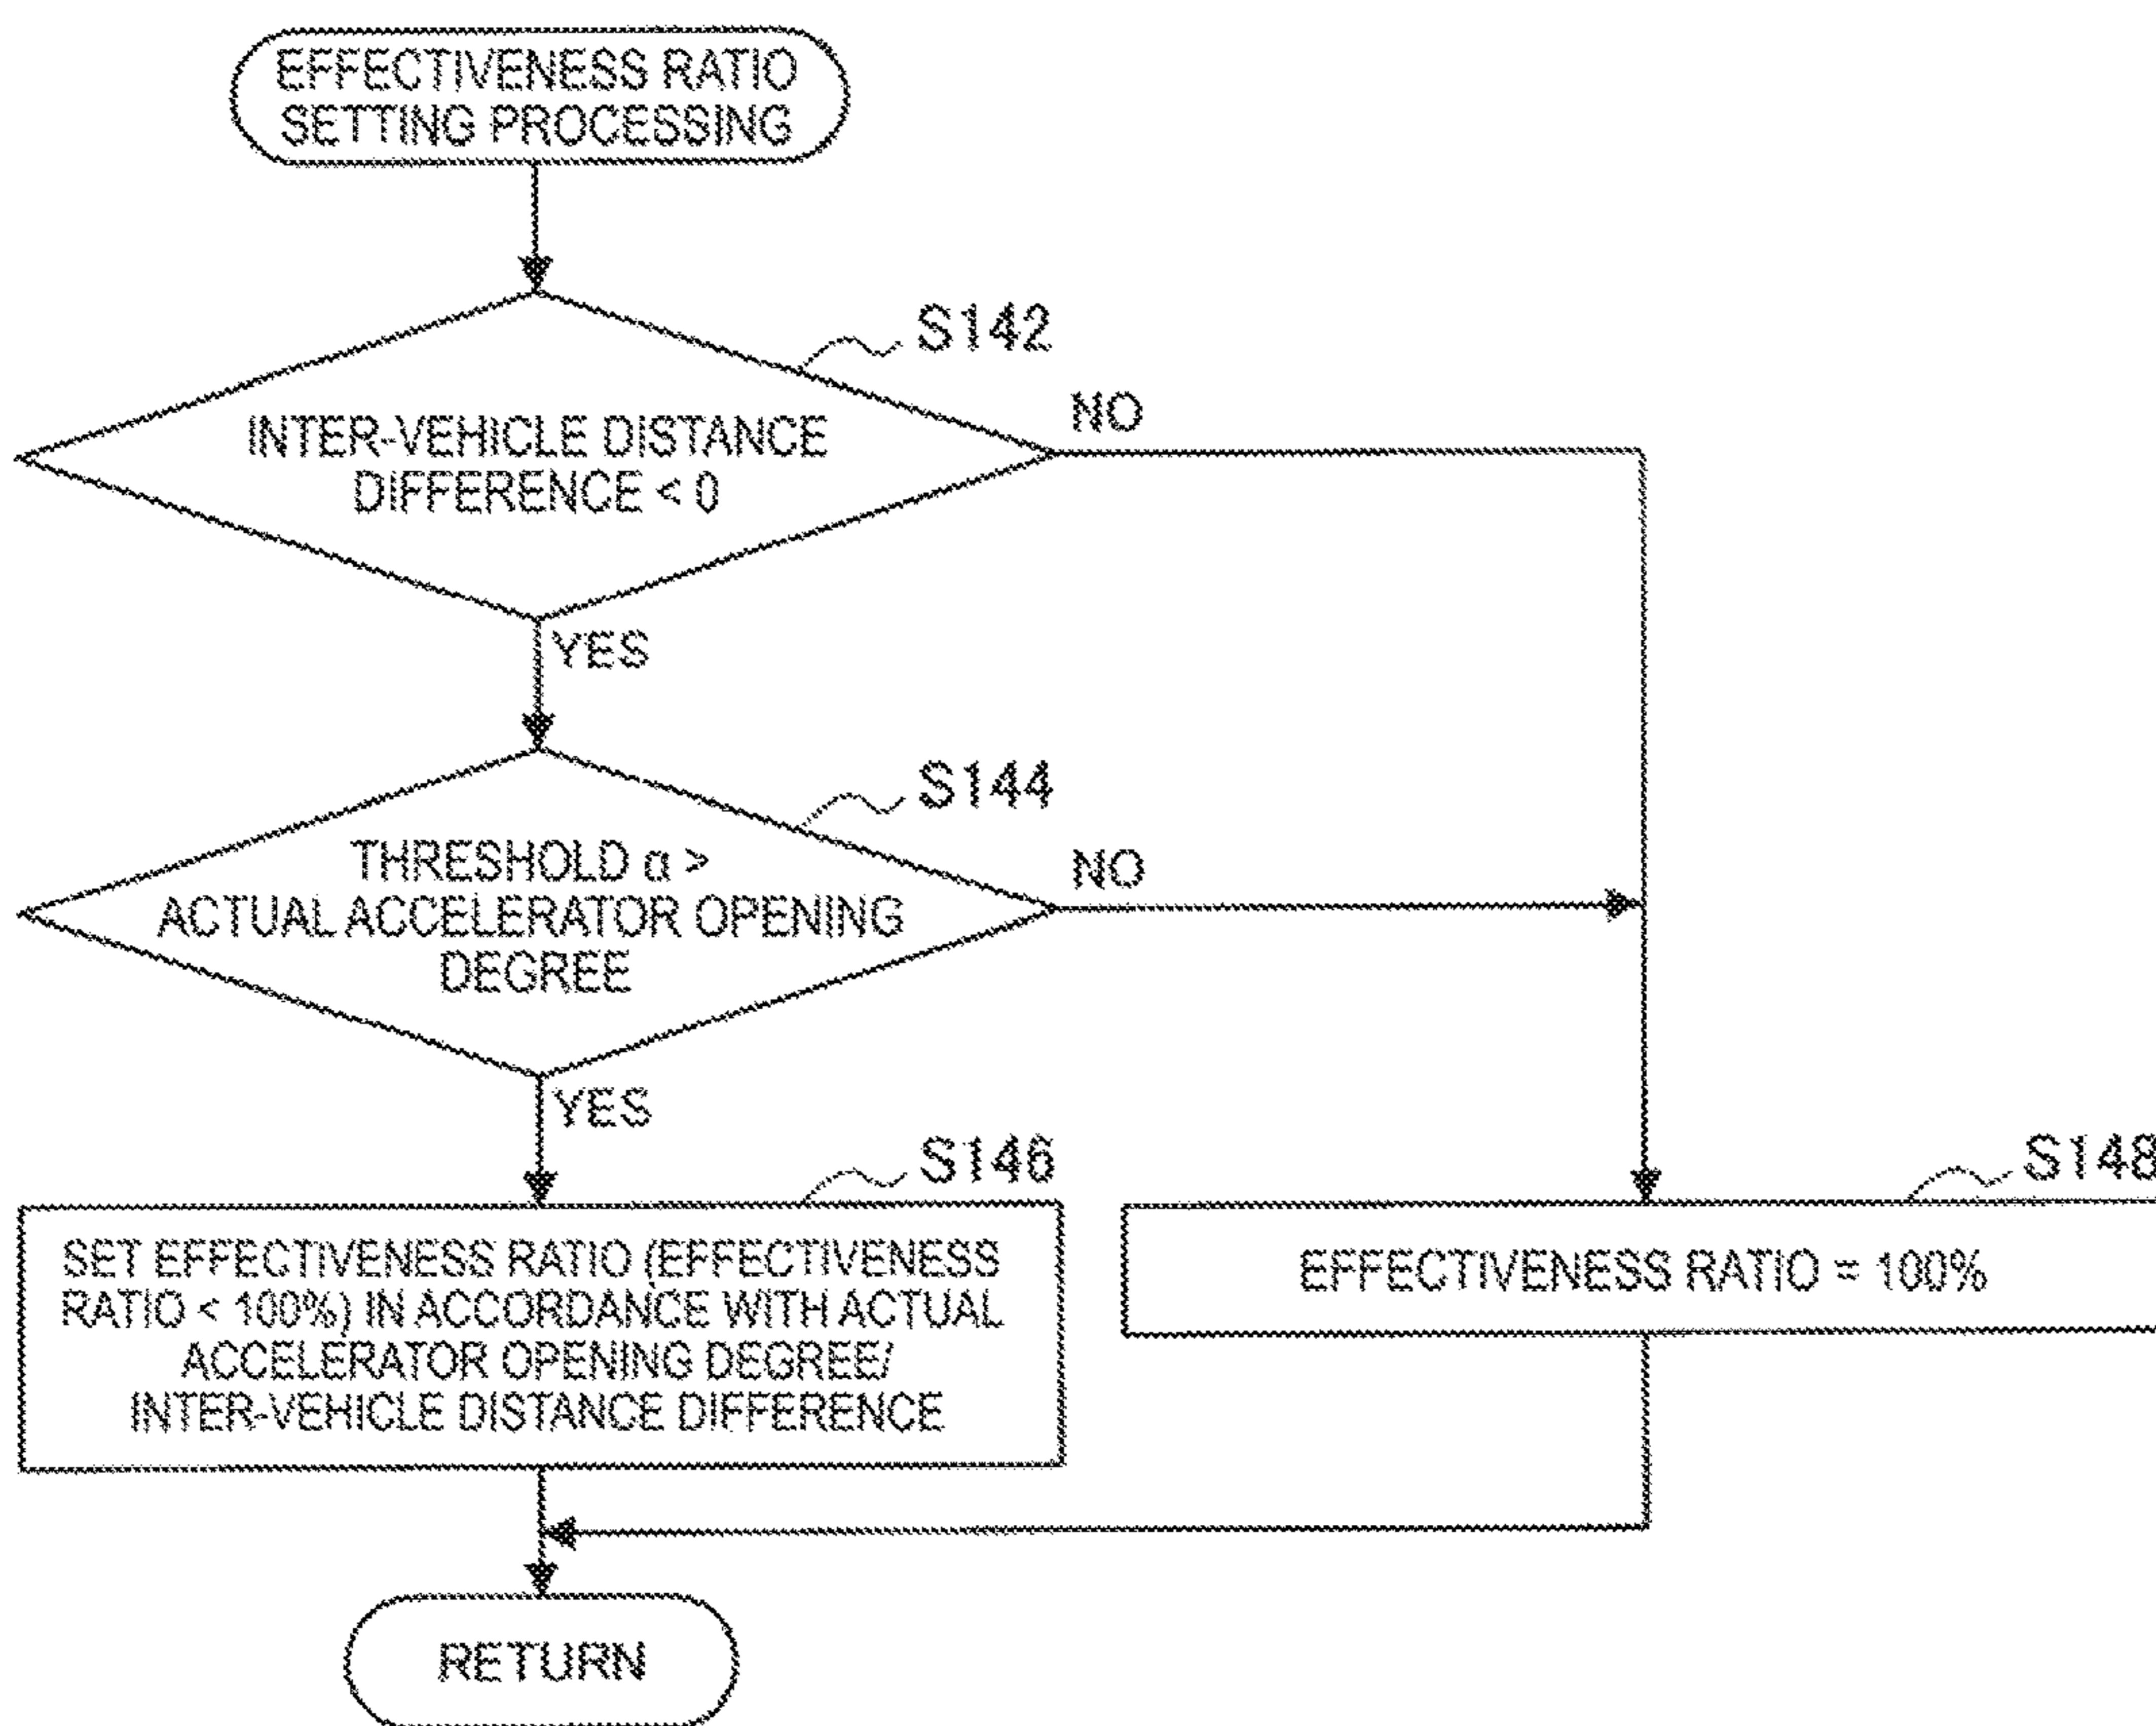 EFFECTIVENESS RATIO
SETTING PROCESSING
S142
INTER-VEHICLE DISTANCE
DIFFERENCE < 0
NO
YES
S144
THRESHOLD α >
ACTUAL ACCELERATOR OPENING
DEGREE
NO
YES
S146
SET EFFECTIVENESS RATIO (EFFECTIVENESS
RATIO < 100%) IN ACCORDANCE WITH ACTUAL
ACCELERATOR OPENING DEGREE/
INTER-VEHICLE DISTANCE DIFFERENCE
S148
EFFECTIVENESS RATIO = 100%
RETURN